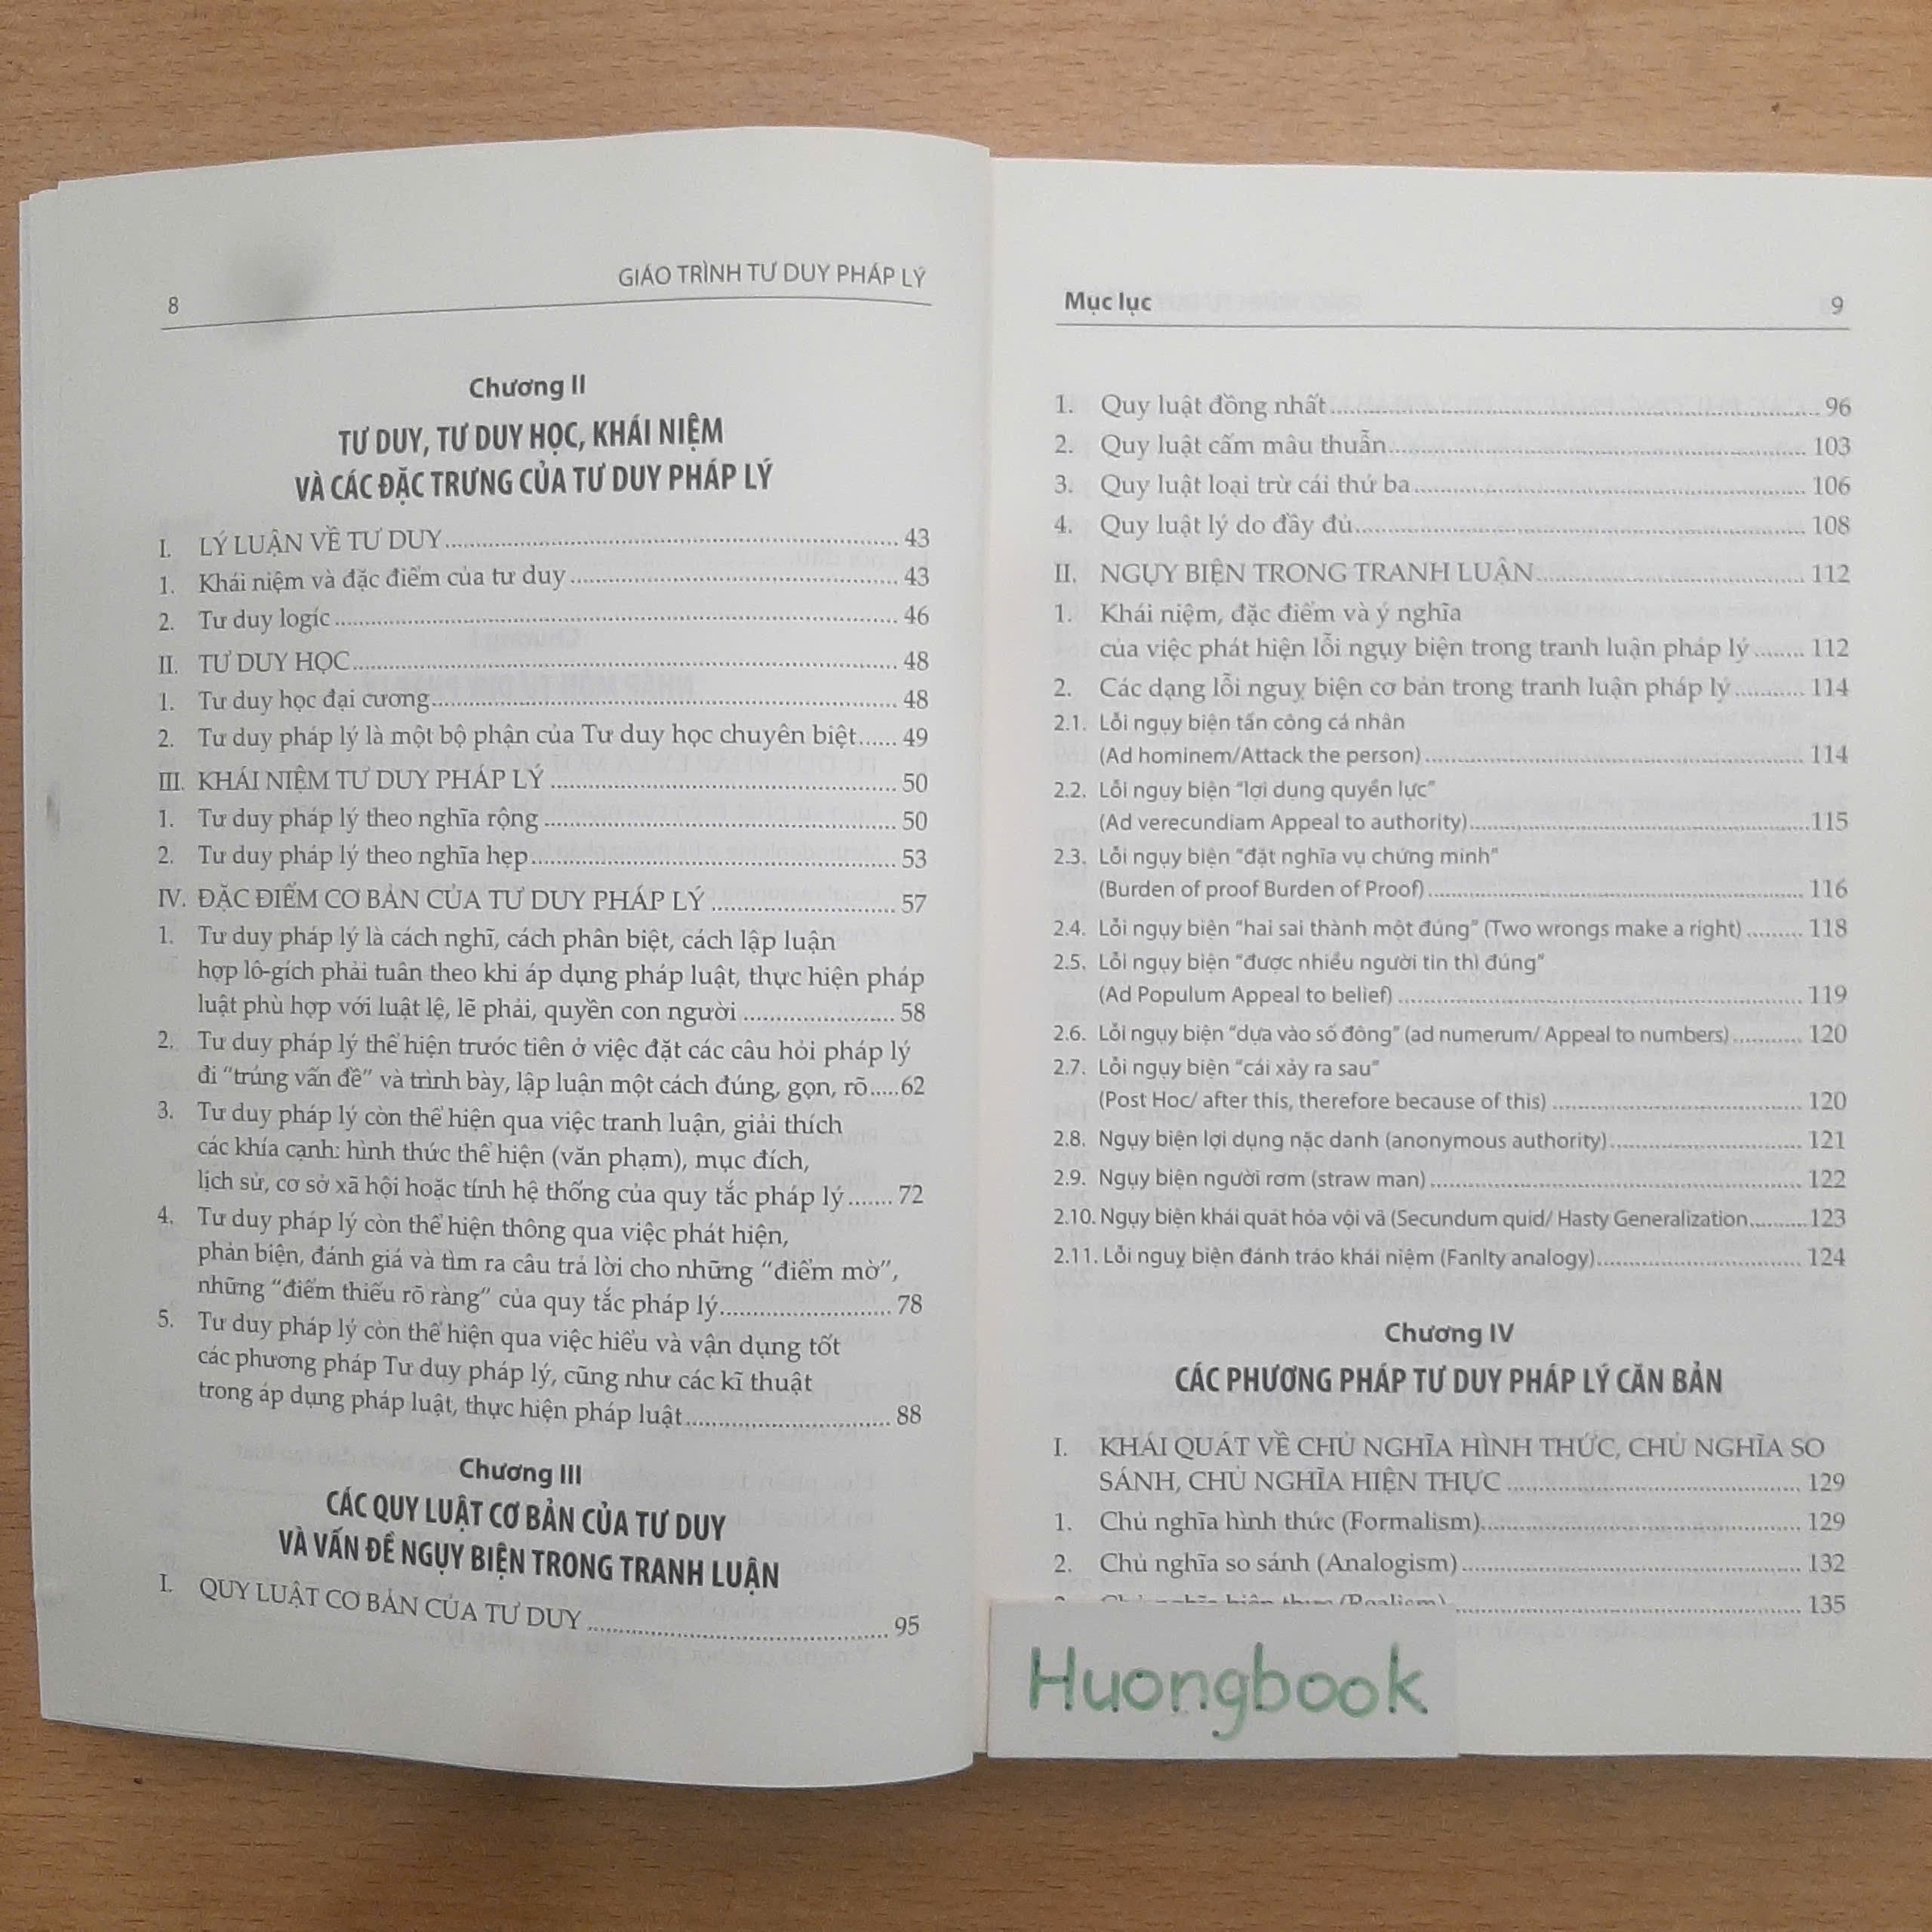 8
GIÁO TRÌNH TƯ DUY PHÁP LÝ
Chương II
TƯ DUY, TƯ DUY HỌC, KHÁI NIỆM
VÀ CÁC ĐẶC TRƯNG CỦA TƯ DUY PHÁP LÝ
I. LÝ LUẬN VỀ TƯ DUY 43
1. Khái niệm và đặc điểm của tư duy 43
2. Tư duy logíc 46
II. TƯ DUY HỌC 48
1. Tư duy học đại cương 48
2. Tư duy pháp lý là một bộ phận của Tư duy học chuyên biệt 49
III. KHÁI NIỆM TƯ DUY PHÁP LÝ 50
1. Tư duy pháp lý theo nghĩa rộng 50
2. Tư duy pháp lý theo nghĩa hẹp 53
IV. ĐẶC ĐIỂM CƠ BẢN CỦA TƯ DUY PHÁP LÝ 57
1. Tư duy pháp lý là cách nghĩ, cách phân biệt, cách lập luận
hợp lô-gích phải tuân theo khi áp dụng pháp luật, thực hiện pháp
luật phù hợp với luật lệ, lẽ phải, quyền con người 58
2. Tư duy pháp lý thể hiện trước tiên ở việc đặt các câu hỏi pháp lý
đi "trúng vấn đề" và trình bày, lập luận một cách đúng, gọn, rõ 62
3. Tư duy pháp lý còn thể hiện qua việc tranh luận, giải thích
các khía cạnh: hình thức thể hiện (văn phạm), mục đích,
lịch sử, cơ sở xã hội hoặc tính hệ thống của quy tắc pháp lý 72
4. Tư duy pháp lý còn thể hiện thông qua việc phát hiện,
phản biện, đánh giá và tìm ra câu trả lời cho những "điểm mờ",
những "điểm thiếu rõ ràng" của quy tắc pháp lý 78
5. Tư duy pháp lý còn thể hiện qua việc hiểu và vận dụng tốt
các phương pháp Tư duy pháp lý, cũng như các kĩ thuật
trong áp dụng pháp luật, thực hiện pháp luật 88
Chương III
CÁC QUY LUẬT CƠ BẢN CỦA TƯ DUY
VÀ VẤN ĐỀ NGỤY BIỆN TRONG TRANH LUẬN
I. QUY LUẬT CƠ BẢN CỦA TƯ DUY 95
Mục lục 9
1. Quy luật đồng nhất 96
2. Quy luật cấm mâu thuẫn 103
3. Quy luật loại trừ cái thứ ba 106
4. Quy luật lý do đầy đủ 108
II. NGỤY BIỆN TRONG TRANH LUẬN 112
1. Khái niệm, đặc điểm và ý nghĩa
của việc phát hiện lỗi ngụy biện trong tranh luận pháp lý 112
2. Các dạng lỗi nguỵ biện cơ bản trong tranh luận pháp lý 114
2.1. Lỗi ngụy biện tấn công cá nhân
(Ad hominem/Attack the person) 114
2.2. Lỗi ngụy biện "lợi dụng quyền lực"
(Ad verecundiam Appeal to authority) 115
2.3. Lỗi ngụy biện "đặt nghĩa vụ chứng minh"
(Burden of proof Burden of Proof) 116
2.4. Lỗi ngụy biện "hai sai thành một đúng" (Two wrongs make a right) 118
2.5. Lỗi ngụy biện "được nhiều người tin thì đúng"
(Ad Populum Appeal to belief) 119
2.6. Lỗi ngụy biện "dựa vào số đông" (ad numerum/ Appeal to numbers) 120
2.7. Lỗi ngụy biện "cái xảy ra sau"
(Post Hoc/ after this, therefore because of this) 120
2.8. Ngụy biện lợi dụng nặc danh (anonymous authority) 121
2.9. Ngụy biện người rơm (straw man) 122
2.10. Ngụy biện khái quát hóa vội vã (Secundum quid/ Hasty Generalization 123
2.11. Lỗi nguỵ biện đánh tráo khái niệm (Fanlty analogy) 124
Chương IV
CÁC PHƯƠNG PHÁP TƯ DUY PHÁP LÝ CĂN BẢN
I. KHÁI QUÁT VỀ CHỦ NGHĨA HÌNH THỨC, CHỦ NGHĨA SO
SÁNH, CHỦ NGHĨA HIỆN THỰC 129
1. Chủ nghĩa hình thức (Formalism) 129
2. Chủ nghĩa so sánh (Analogism) 132
135
Huongbook